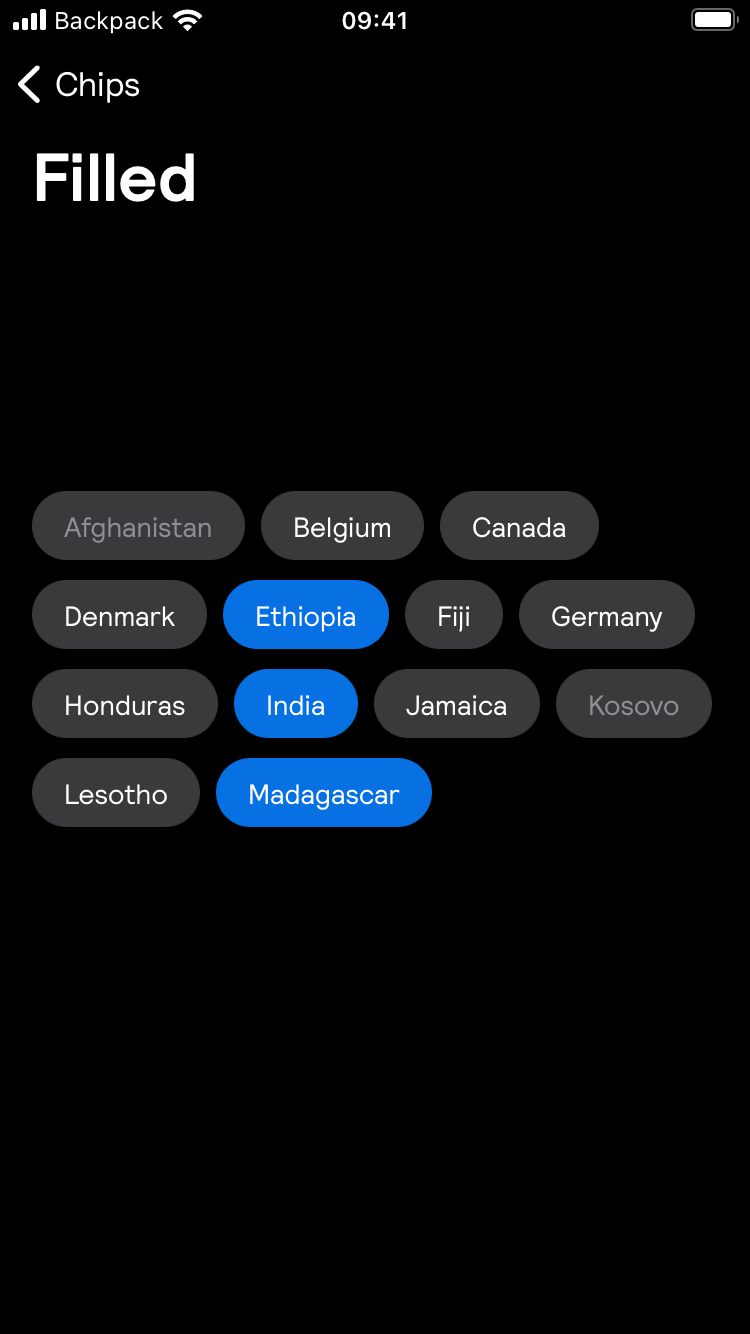 Backpack 09:41
Chips
Filled
Afghanistan Belgium Canada
Denmark Ethiopia Fiji Germany
Honduras India Jamaica Kosovo
Lesotho Madagascar